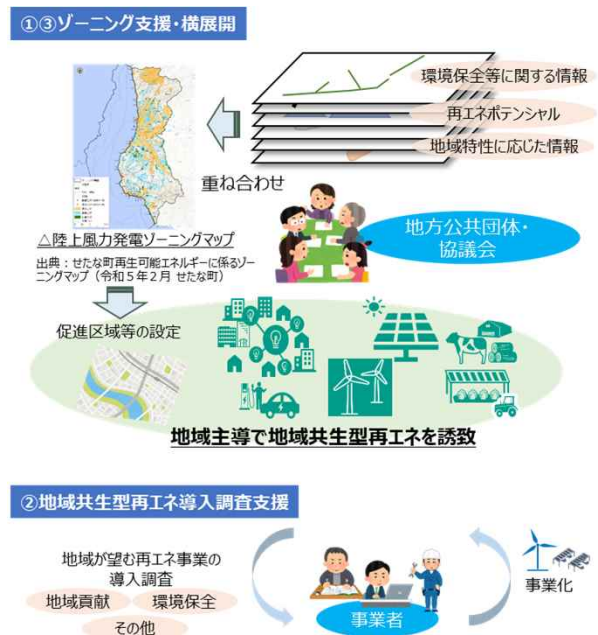 ①③ゾーニング支援・横展開
環境保全等に関する情報
再エネポテンシャル
地域特性に応じた情報
重ね合わせ
地方公共団体・
協議会
△陸上風力発電ゾーニングマップ
出典：せたな町再生可能エネルギーに係るゾー
ニングマップ（令和５年２月 せたな町）
促進区域等の設定
地域主導で地域共生型再エネを誘致
②地域共生型再エネ導入調査支援
地域が望む再エネ事業の
導入調査
地域貢献
環境保全
その他
事業者
事業化